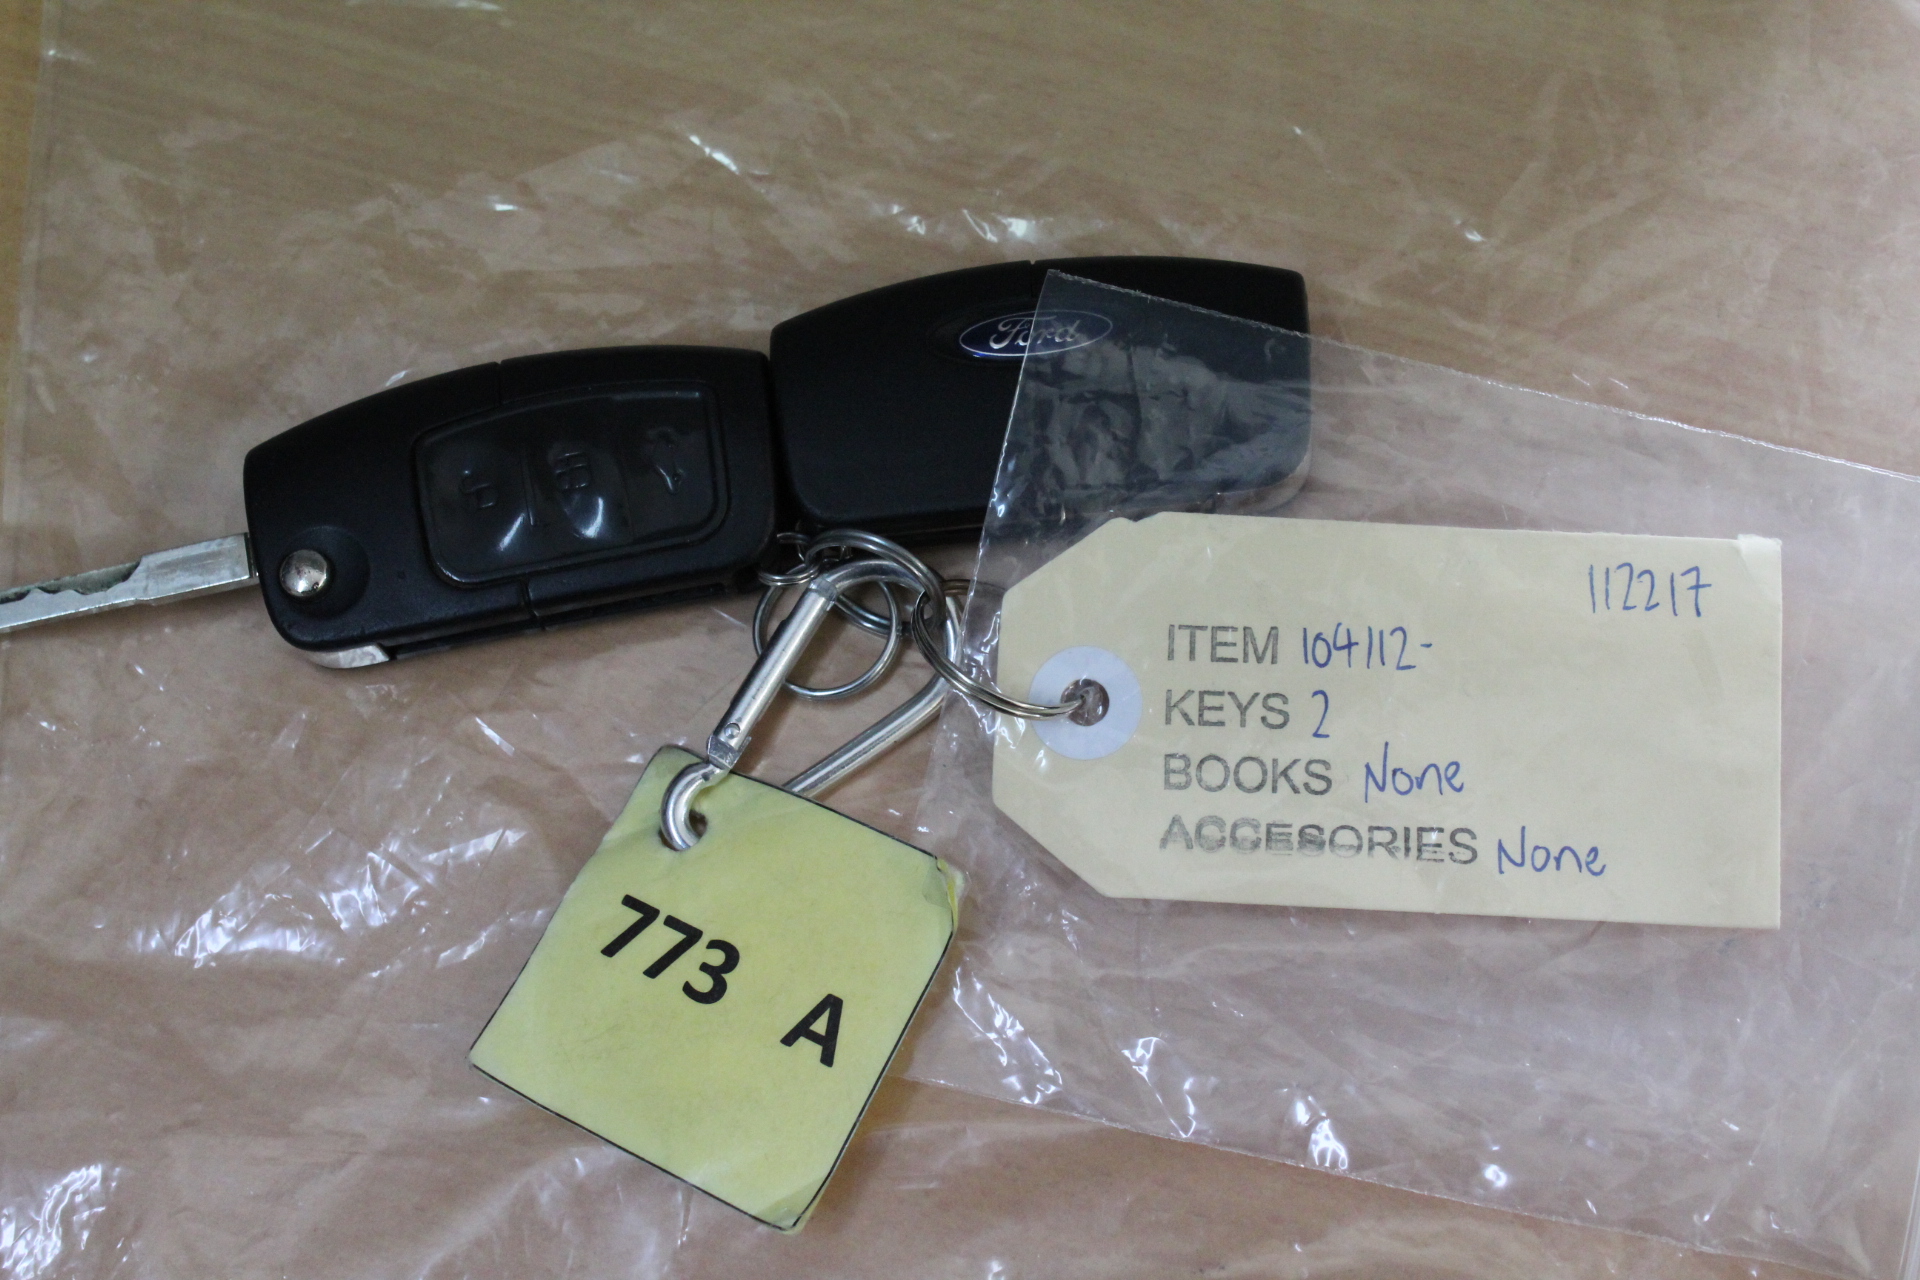 Ford
112217
ITEM 104112-
KEYS 2
BOOKS None
ACCESORIES None
773 A